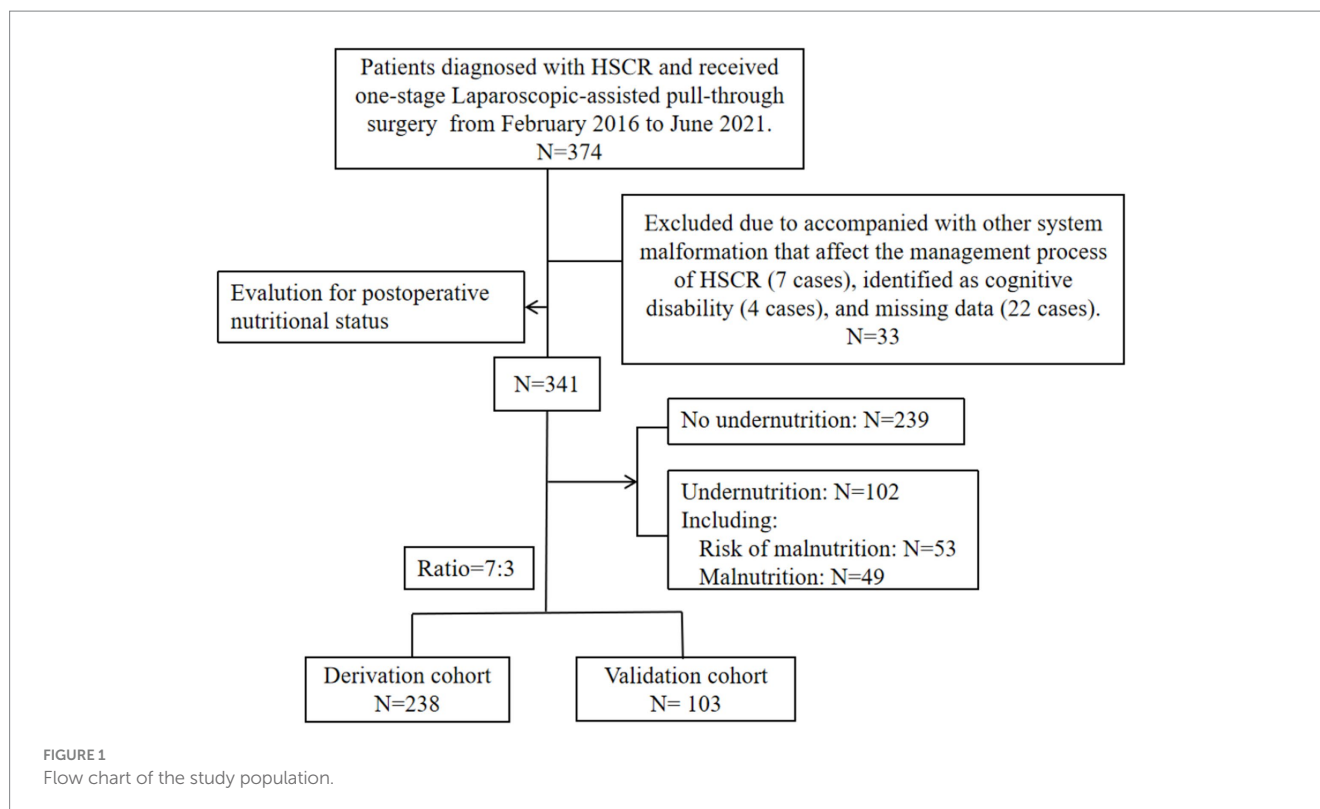 Patients diagnosed with HSCR and received
one-stage Laparoscopic-assisted pull-through
surgery from February 2016 to June 2021.
N=374
Excluded due to accompanied with other system
malformation that affect the management process
of HSCR (7 cases), identified as cognitive
disability (4 cases), and missing data (22 cases).
N=33
Evalution for postoperative
nutritional status
N=341
No undernutrition: N=239
Undernutrition: N=102
Including:
Risk of malnutrition: N=53
Malnutrition: N=49
Ratio=7:3
Derivation cohort
N=238
Validation cohort
N= 103
FIGURE 1
Flow chart of the study population.